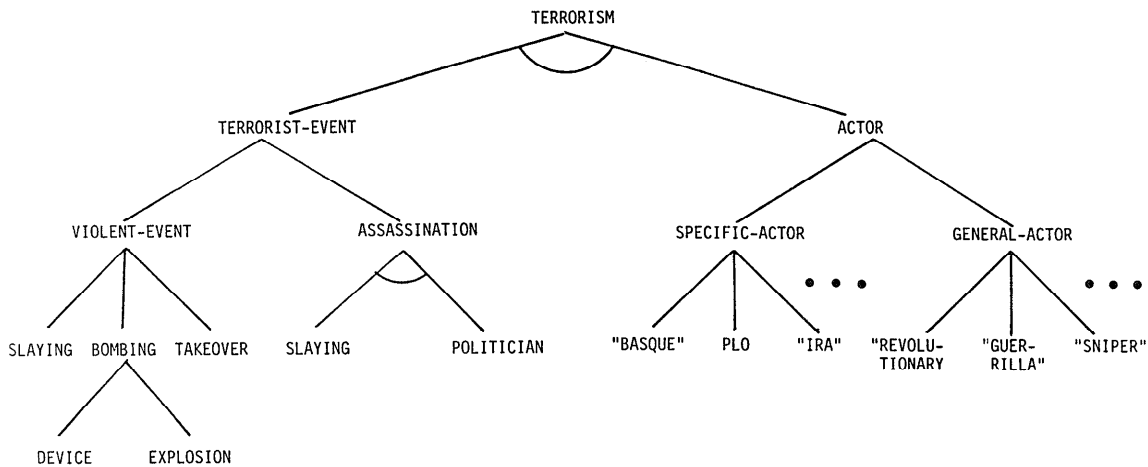 TERRORISM
TERRORIST-EVENT
ACTOR
VIOLENT-EVENT
ASSASSINATION
SPECIFIC-ACTOR
GENERAL-ACTOR
SLAYING
BOMBING
TAKEOVER
SLAYING
POLITICIAN
"BASQUE"
PLO
"IRA"
"REVOLU-
TIONARY
"GUER-
RILLA"
"SNIPER"
DEVICE
EXPLOSION